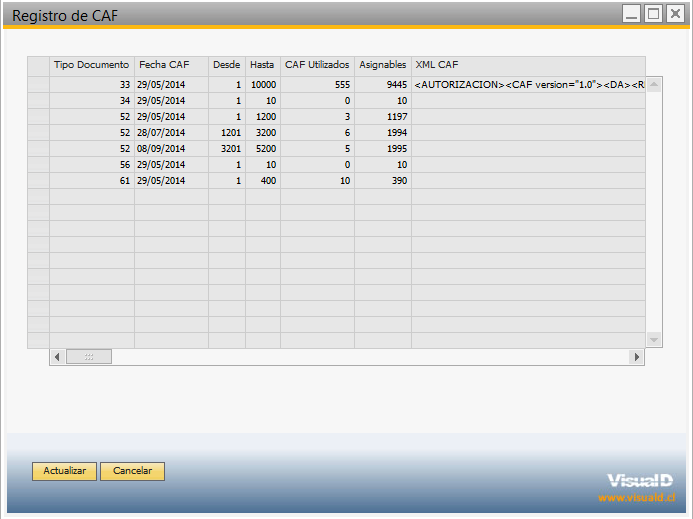 Registro de CAF
Tipo Documento Fecha CAF Desde Hasta CAF Utilizados Asignables XML CAF
33 29/05/2014 1 10000 555 9445 <AUTORIZACION><CAF version="1.0"><DA><R
34 29/05/2014 1 10 0 10
52 29/05/2014 1 1200 3 1197
52 28/07/2014 1201 3200 6 1994
52 08/09/2014 3201 5200 5 1995
56 29/05/2014 1 10 0 10
61 29/05/2014 1 400 10 390
Actualizar Cancelar
VisualD
www.visuald.cl